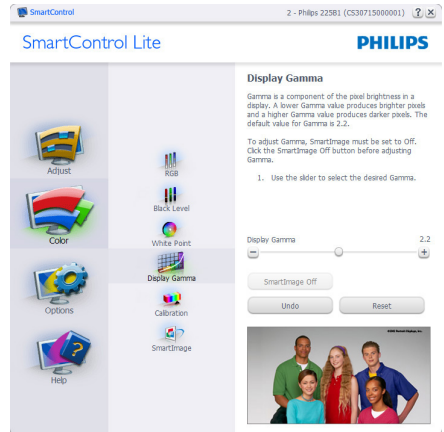 SmartControl
2 - Philips 225B1 (CS30715000001)
SmartControl Lite
PHILIPS
Adjust
Color
Options
Help
RGB
Black Level
White Point
Display Gamma
Calibration
SmartImage
Display Gamma
Gamma is a component of the pixel brightness in a
display. A lower Gamma value produces brighter pixels
and a higher Gamma value produces darker pixels. The
default value for Gamma is 2.2.
To adjust Gamma, SmartImage must be set to Off.
Click the SmartImage Off button before adjusting
Gamma.
1. Use the slider to select the desired Gamma.
Display Gamma 2.2
SmartImage Off
Undo Reset